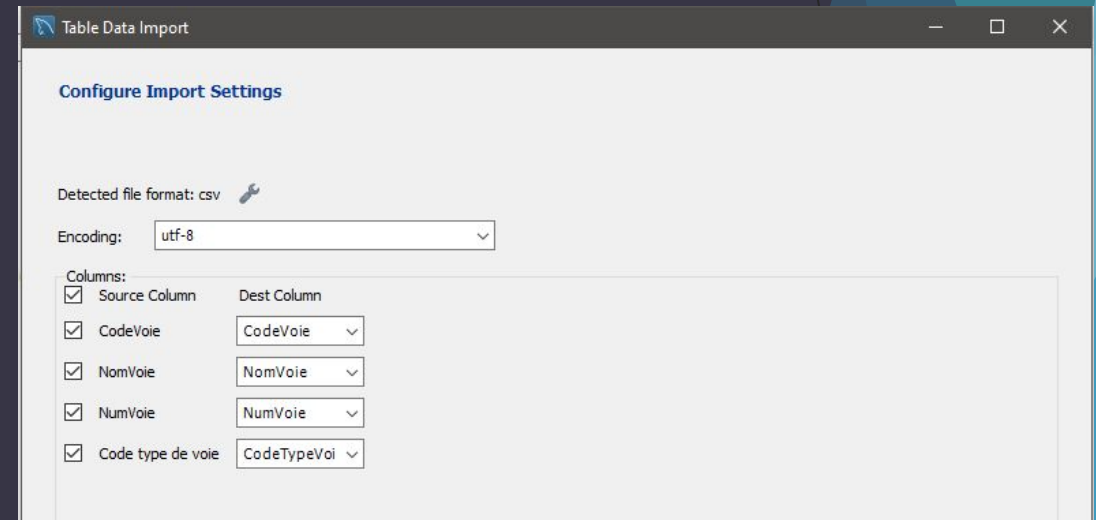 Table Data Import
Configure Import Settings
Detected file format: csv
Encoding: utf-8
Columns:
Source Column Dest Column
CodeVoie CodeVoie
NomVoie NomVoie
NumVoie NumVoie
Code type de voie CodeTypeVoi